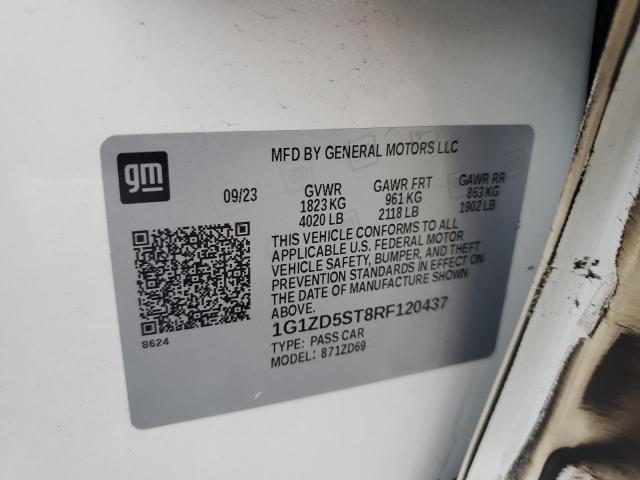 gm
MFD BY GENERAL MOTORS LLC
09/23 GVWR GAWR FRT GAWR RR
1823 KG 961 KG 863 KG
4020 LB 2118 LB 1902 LB
THIS VEHICLE CONFORMS TO ALL
APPLICABLE U.S. FEDERAL MOTOR
VEHICLE SAFETY, BUMPER, AND THEFT
PREVENTION STANDARDS IN EFFECT ON
THE DATE OF MANUFACTURE SHOWN
ABOVE.
1G1ZD5ST8RF120437
TYPE: PASS CAR
MODEL: 871ZD69
8624